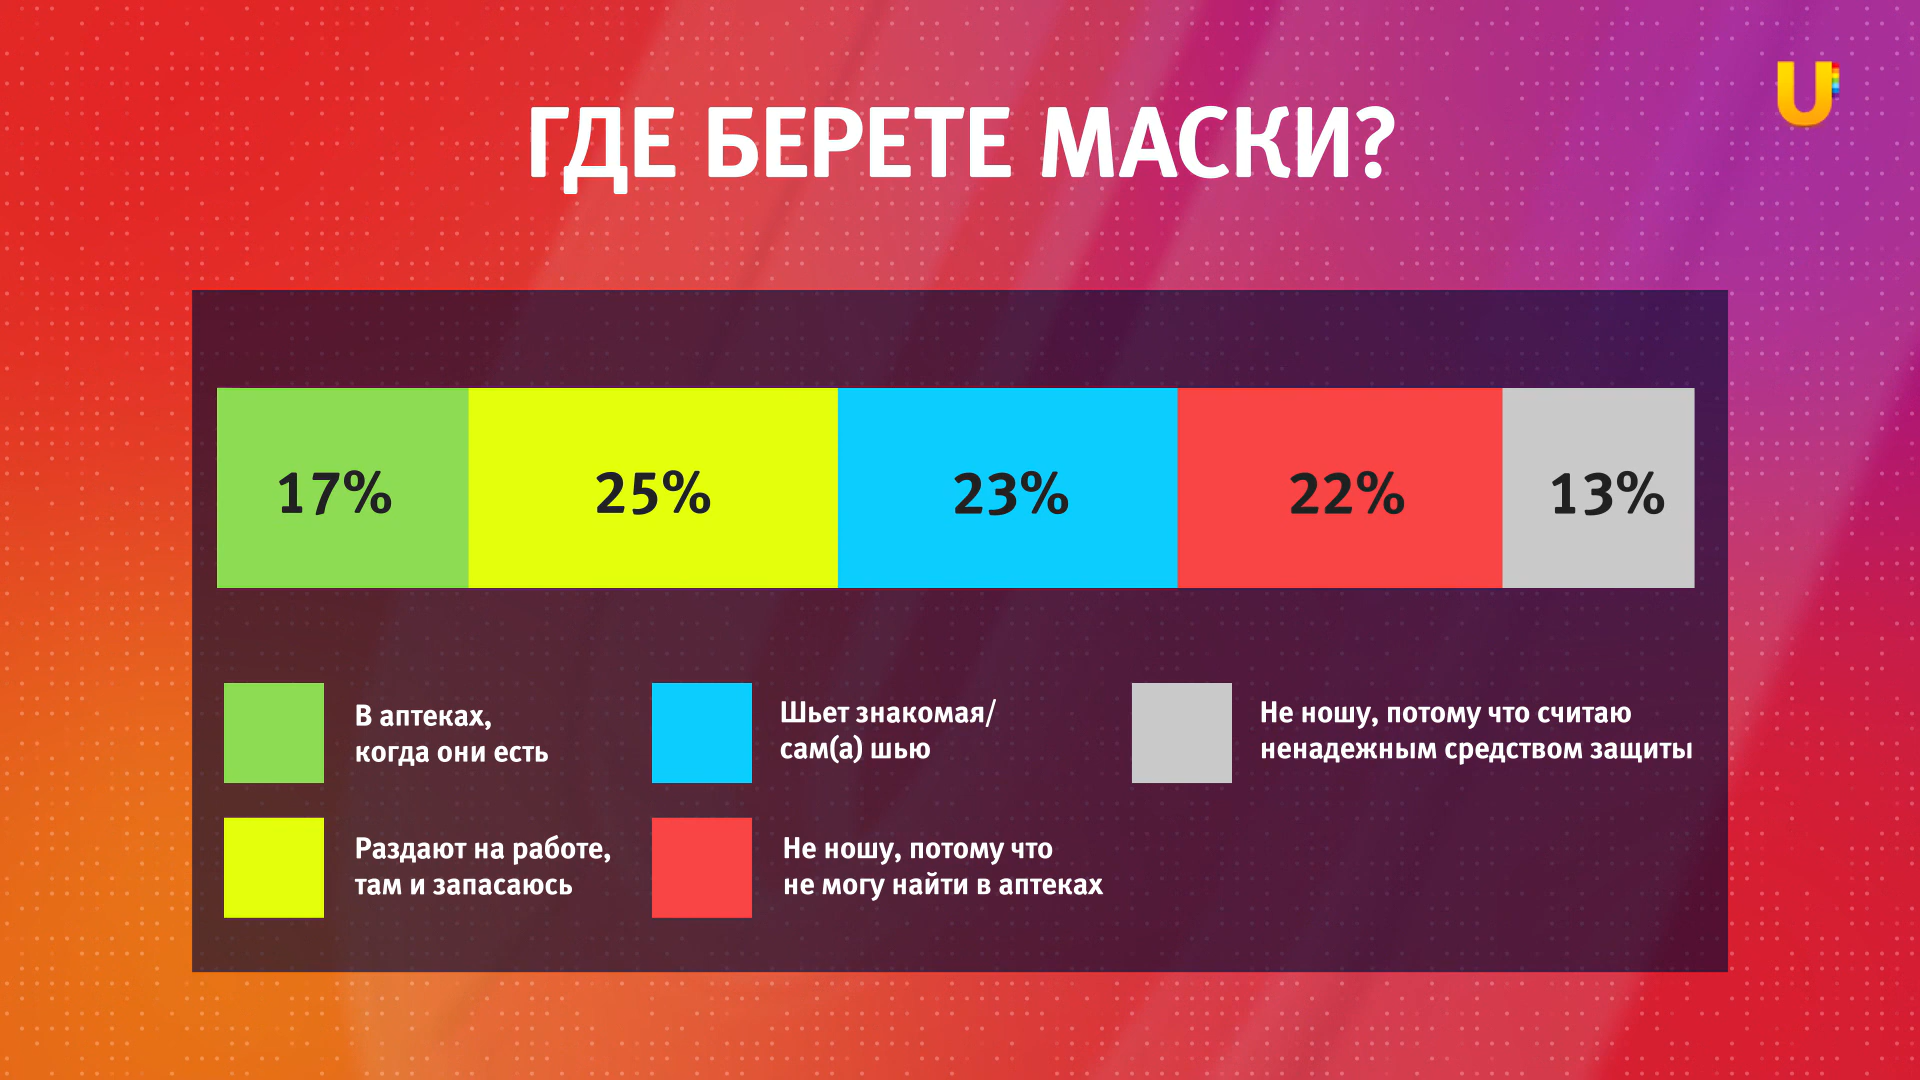 ГДЕ БЕРЕТЕ МАСКИ?
U
17%
25%
23%
22%
13%
В аптеках,
когда они есть
Раздают на работе,
там и запасаюсь
Шьет знакомая/
сам(а) шью
Не ношу, потому что
не могу найти в аптеках
Не ношу, потому что считаю
ненадежным средством защиты